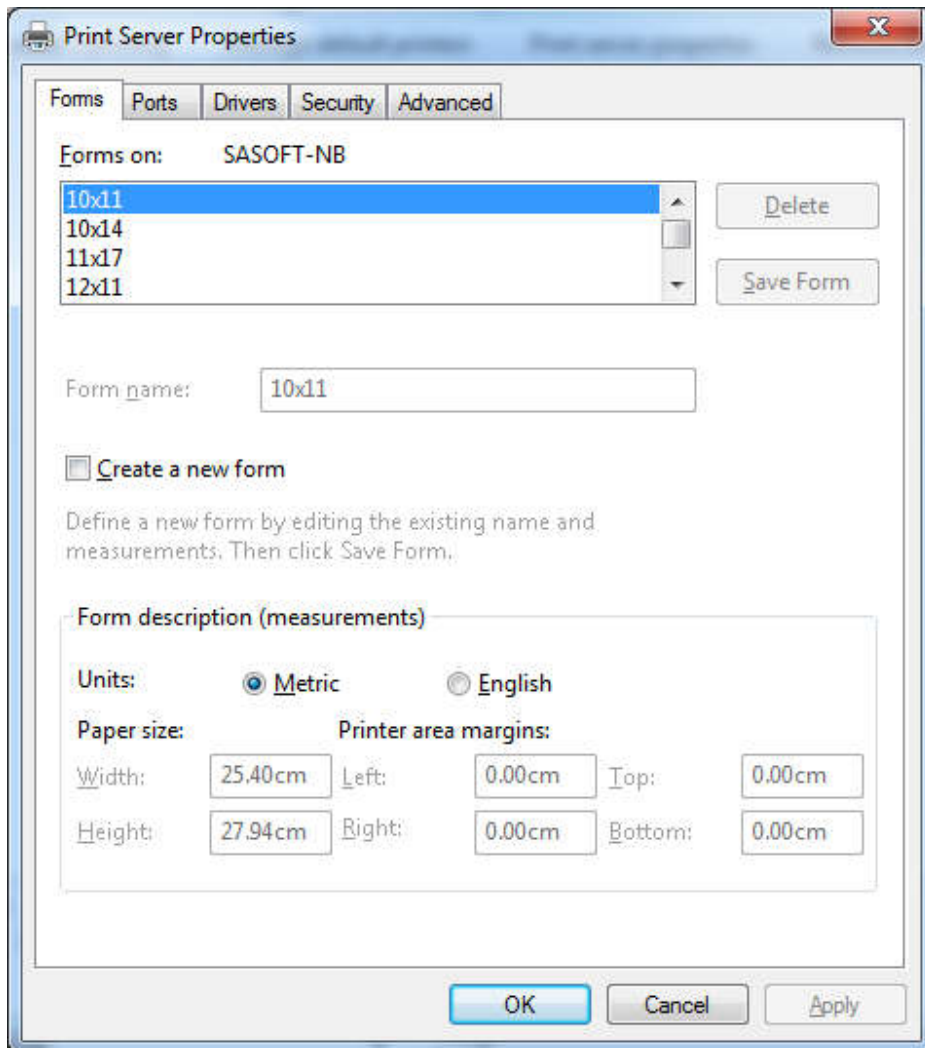 Print Server Properties
Forms Ports Drivers Security Advanced
Forms on: SASOFT-NB
10x11
10x14
11x17
12x11
Delete
Save Form
Form name: 10x11
Create a new form
Define a new form by editing the existing name and
measurements. Then click Save Form.
Form description (measurements)
Units: Metric English
Paper size: Printer area margins:
Width: 25.40cm Left: 0.00cm Top: 0.00cm
Height: 27.94cm Right: 0.00cm Bottom: 0.00cm
OK Cancel Apply